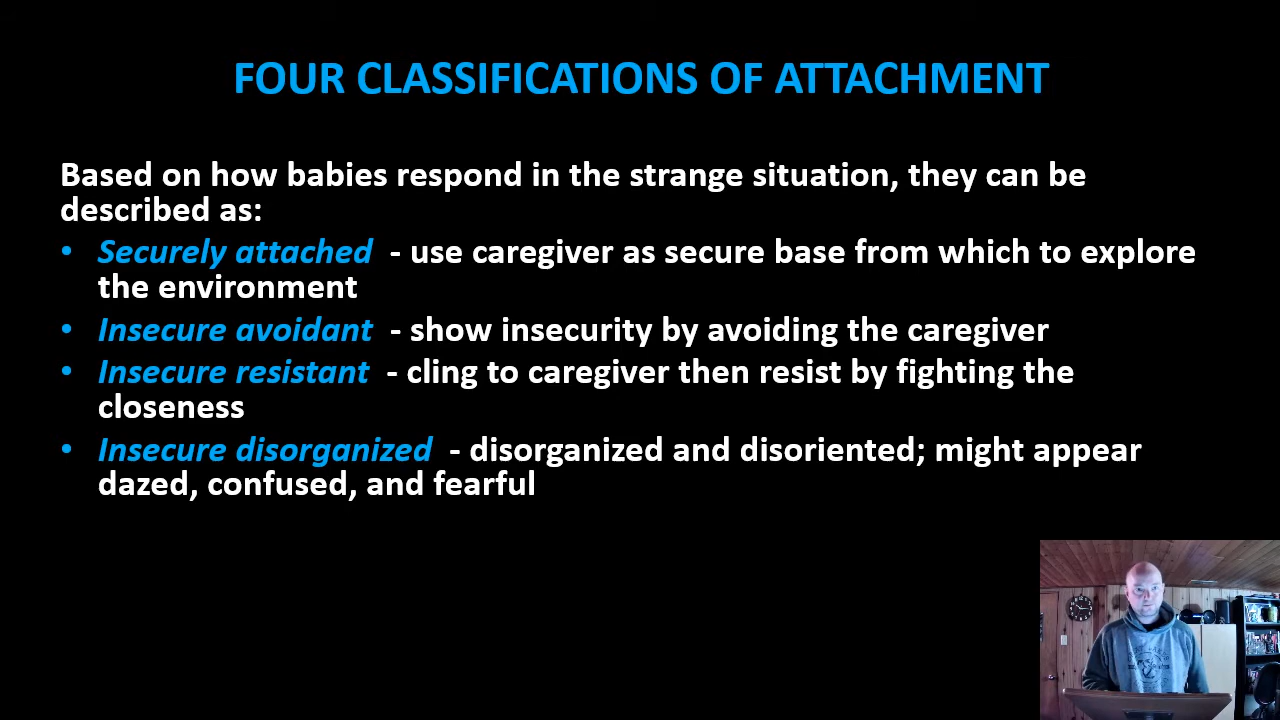 FOUR CLASSIFICATIONS OF ATTACHMENT
Based on how babies respond in the strange situation, they can be
described as:
• Securely attached - use caregiver as secure base from which to explore
the environment
• Insecure avoidant - show insecurity by avoiding the caregiver
• Insecure resistant - cling to caregiver then resist by fighting the
closeness
• Insecure disorganized - disorganized and disoriented; might appear
dazed, confused, and fearful